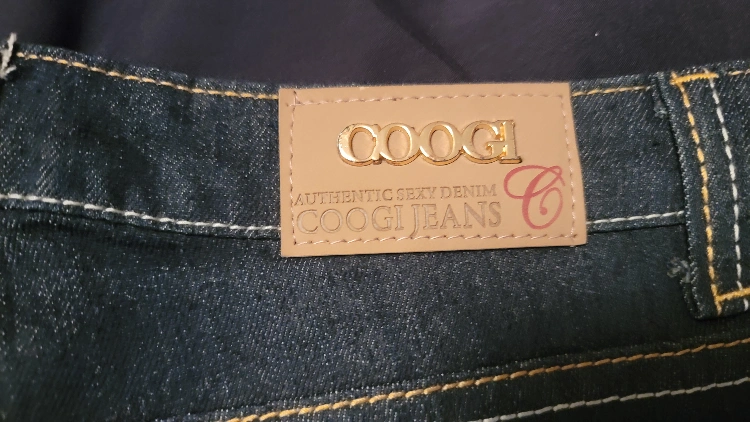 COOGI
AUTHENTIC SEXY DENIM
COOGI JEANS
C